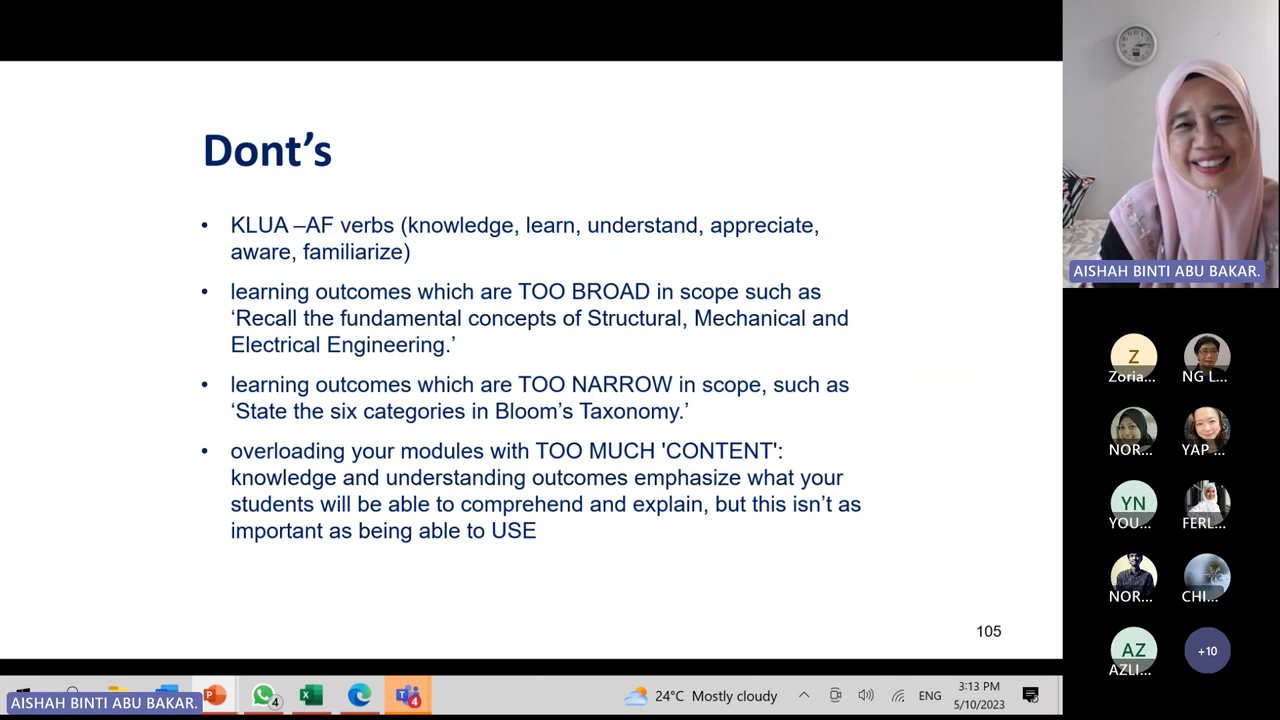 Dont's
• KLUA –AF verbs (knowledge, learn, understand, appreciate,
aware, familiarize)
• learning outcomes which are TOO BROAD in scope such as
‘Recall the fundamental concepts of Structural, Mechanical and
Electrical Engineering.’
• learning outcomes which are TOO NARROW in scope, such as
‘State the six categories in Bloom’s Taxonomy.’
• overloading your modules with TOO MUCH 'CONTENT':
knowledge and understanding outcomes emphasize what your
students will be able to comprehend and explain, but this isn’t as
important as being able to USE
105
AISHAH BINTI ABU BAKAR.
Z
Zoria...
NG L...
NOR...
YAP ...
YN
YOU...
FERL...
NOR...
CHI...
AZ
AZLI...
+10
AISHAH BINTI ABU BAKAR.
P
4
4
24°C Mostly cloudy
ENG
3:13 PM
5/10/2023